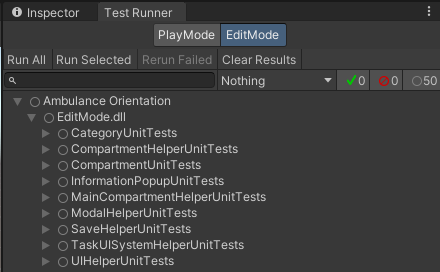 Inspector Test Runner
PlayMode EditMode
Run All Run Selected Rerun Failed Clear Results
Nothing 0 0 50
Ambulance Orientation
EditMode.dll
CategoryUnitTests
CompartmentHelperUnitTests
CompartmentUnitTests
InformationPopupUnitTests
MainCompartmentHelperUnitTests
ModalHelperUnitTests
SaveHelperUnitTests
TaskUISystemHelperUnitTests
UIHelperUnitTests